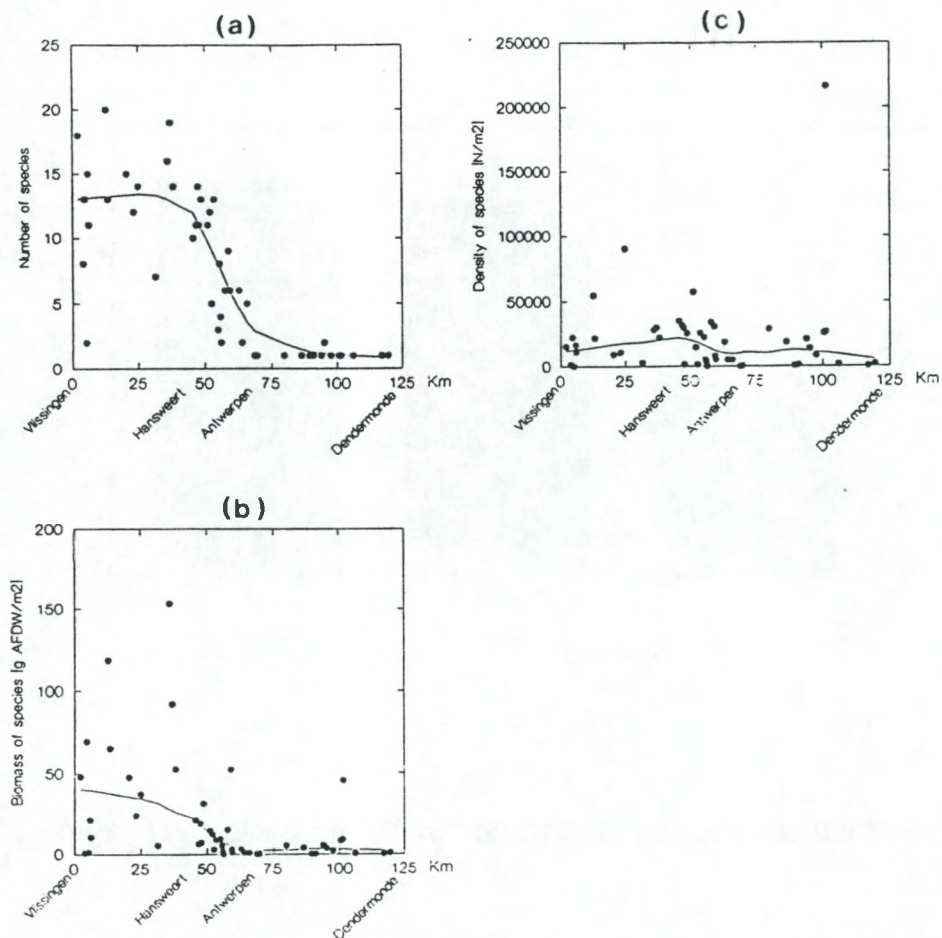 (a)
25
20
15
10
5
0
Number of species
0 25 50 75 100 125 Km
Vlissingen
Hansweert
Antwerpen
Dendermonde
(c)
250000
200000
150000
100000
50000
0
Density of species [N/m2]
0 25 50 75 100 125 Km
Vlissingen
Hansweert
Antwerpen
Dendermonde
(b)
200
150
100
50
0
Biomass of species [g AFDW/m2]
0 25 50 75 100 125 Km
Vlissingen
Hansweert
Antwerpen
Dendermonde